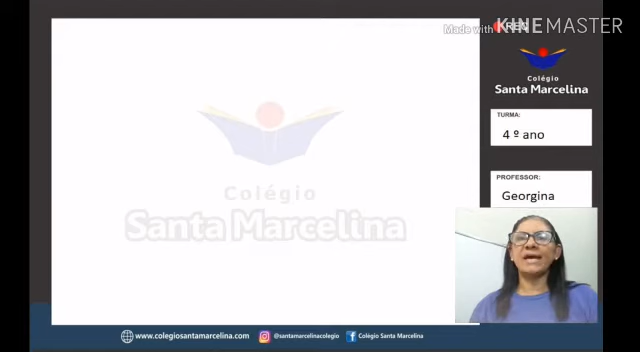 Made with KINEMASTER
REC
Colégio
Santa Marcelina
TURMA:
4 º ano
PROFESSOR:
Georgina
Colégio
Santa Marcelina
www.colegiosantamarcelina.com
@santamarcelinacolegio
Colégio Santa Marcelina